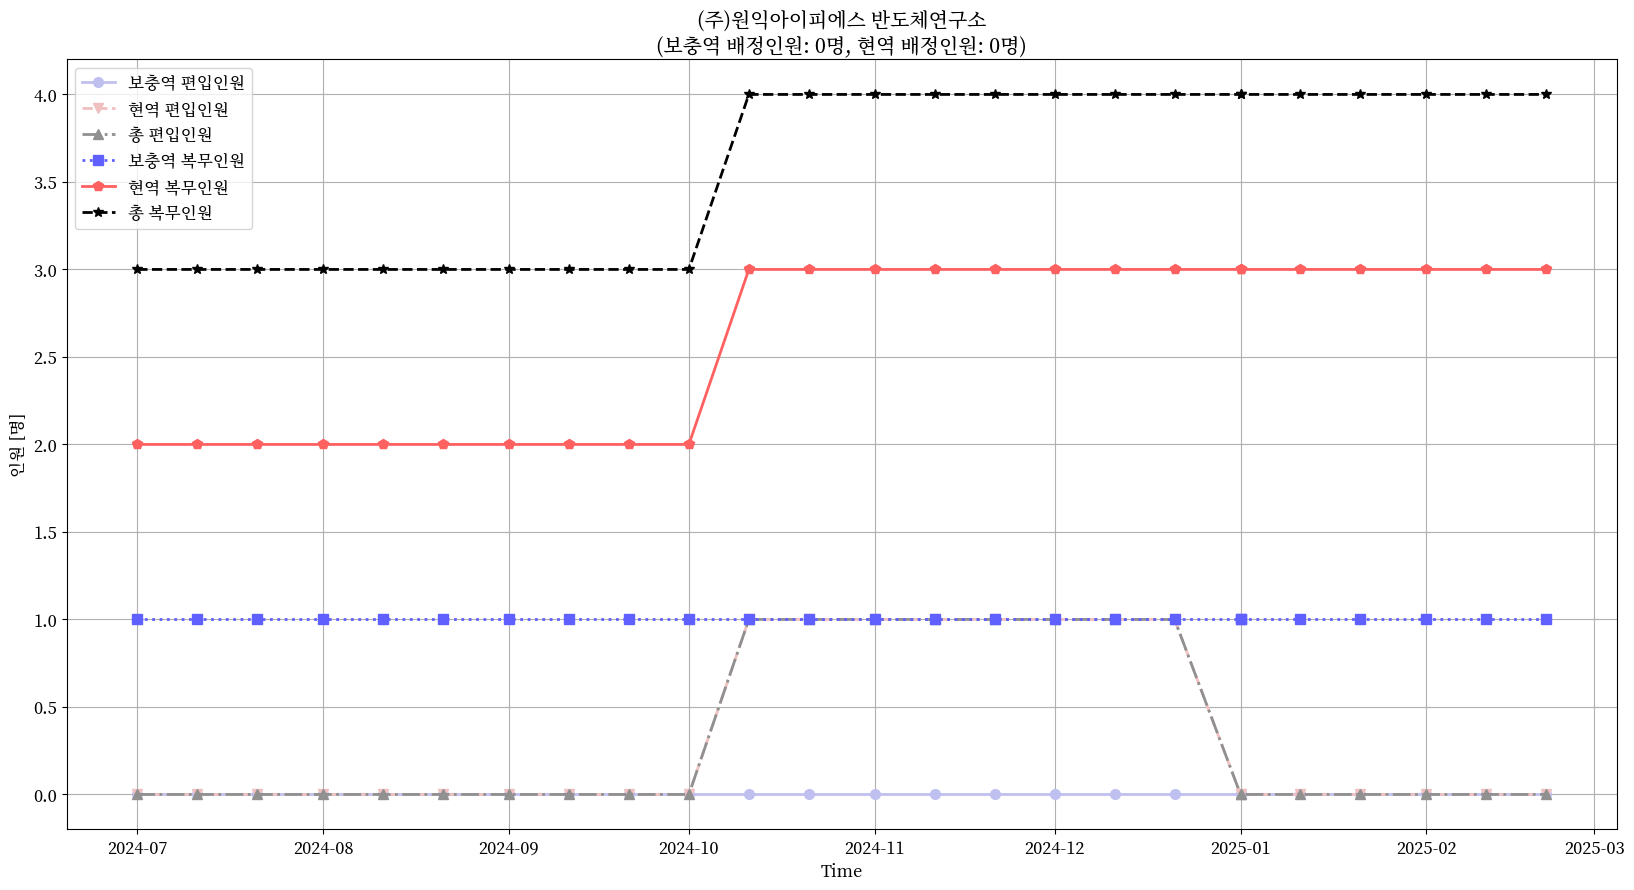 (주)원익아이피에스 반도체연구소
(보충역 배정인원: 0명, 현역 배정인원: 0명)
보충역 편입인원
현역 편입인원
총 편입인원
보충역 복무인원
현역 복무인원
총 복무인원
4.0
3.5
3.0
2.5
2.0
1.5
1.0
0.5
0.0
인원 [명]
2024-07
2024-08
2024-09
2024-10
2024-11
2024-12
2025-01
2025-02
2025-03
Time